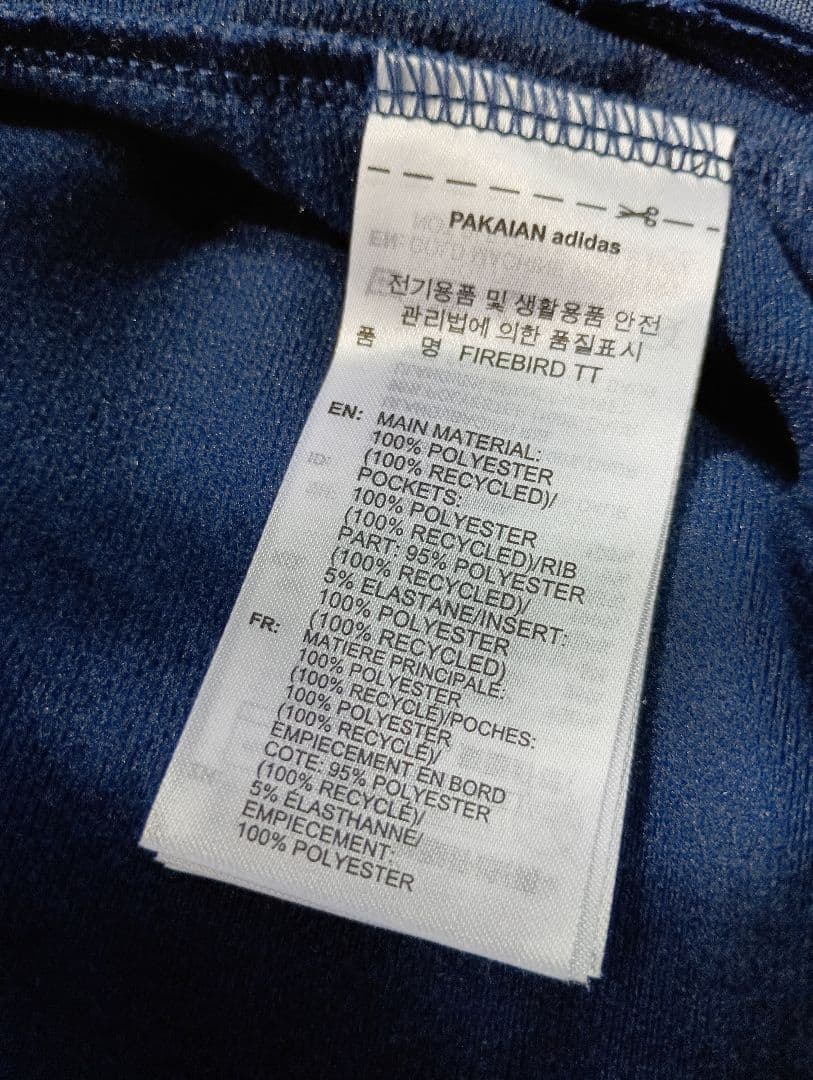 PAKAIAN adidas
전기용품 및 생활용품 안전
관리법에 의한 품질표시
품 명 FIREBIRD TT
EN: MAIN MATERIAL:
100% POLYESTER
(100% RECYCLED)/
POCKETS:
100% POLYESTER
(100% RECYCLED)/RIB
PART: 95% POLYESTER
(100% RECYCLED)/
5% ELASTANE/INSERT:
100% POLYESTER
(100% RECYCLED)
FR: MATIERE PRINCIPALE:
100% POLYESTER
(100% RECYCLE)/POCHES:
100% POLYESTER
(100% RECYCLE)/
EMPIECEMENT EN BORD
COTE: 95% POLYESTER
(100% RECYCLE)/
5% ELASTHANNE/
EMPIECEMENT:
100% POLYESTER